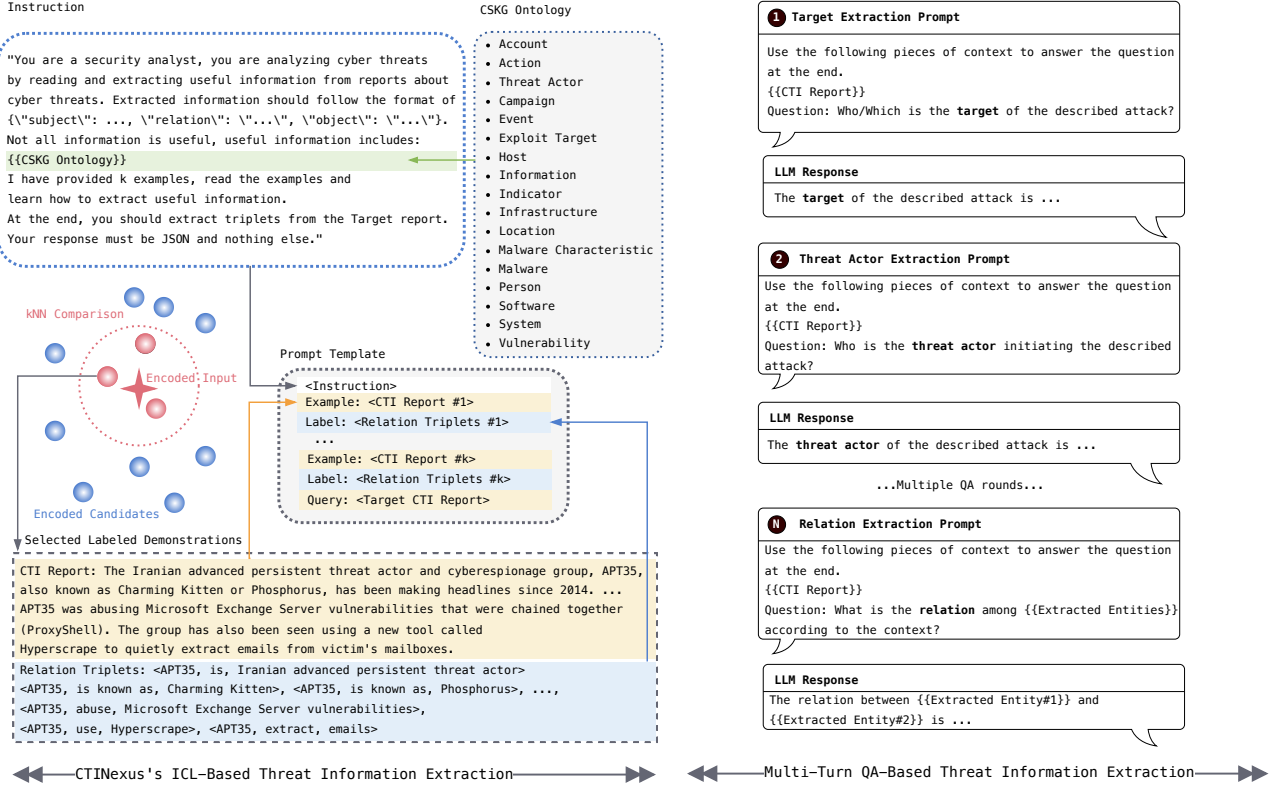 Instruction
"You are a security analyst, you are analyzing cyber threats
by reading and extracting useful information from reports about
cyber threats. Extracted information should follow the format of
{\"subject\": ..., \"relation\": \"...\", \"object\": \"...\"}.
Not all information is useful, useful information includes:
{{CSKG Ontology}}
I have provided k examples, read the examples and
learn how to extract useful information.
At the end, you should extract triplets from the Target report.
Your response must be JSON and nothing else."
CSKG Ontology
• Account
• Action
• Threat Actor
• Campaign
• Event
• Exploit Target
• Host
• Information
• Indicator
• Infrastructure
• Location
• Malware Characteristic
• Malware
• Person
• Software
• System
• Vulnerability
kNN Comparison
Encoded Input
Encoded Candidates
Prompt Template
<Instruction>
Example: <CTI Report #1>
Label: <Relation Triplets #1>
...
Example: <CTI Report #k>
Label: <Relation Triplets #k>
Query: <Target CTI Report>
Selected Labeled Demonstrations
CTI Report: The Iranian advanced persistent threat actor and cyberespionage group, APT35,
also known as Charming Kitten or Phosphorus, has been making headlines since 2014. ...
APT35 was abusing Microsoft Exchange Server vulnerabilities that were chained together
(ProxyShell). The group has also been seen using a new tool called
Hyperscrape to quietly extract emails from victim's mailboxes.
Relation Triplets: <APT35, is, Iranian advanced persistent threat actor>
<APT35, is known as, Charming Kitten>, <APT35, is known as, Phosphorus>, ...,
<APT35, abuse, Microsoft Exchange Server vulnerabilities>,
<APT35, use, Hyperscrape>, <APT35, extract, emails>
CTINexus's ICL-Based Threat Information Extraction
1 Target Extraction Prompt
Use the following pieces of context to answer the question
at the end.
{{CTI Report}}
Question: Who/Which is the target of the described attack?
LLM Response
The target of the described attack is ...
2 Threat Actor Extraction Prompt
Use the following pieces of context to answer the question
at the end.
{{CTI Report}}
Question: Who is the threat actor initiating the described
attack?
LLM Response
The threat actor of the described attack is ...
...Multiple QA rounds...
N Relation Extraction Prompt
Use the following pieces of context to answer the question
at the end.
{{CTI Report}}
Question: What is the relation among {{Extracted Entities}}
according to the context?
LLM Response
The relation between {{Extracted Entity#1}} and
{{Extracted Entity#2}} is ...
Multi-Turn QA-Based Threat Information Extraction